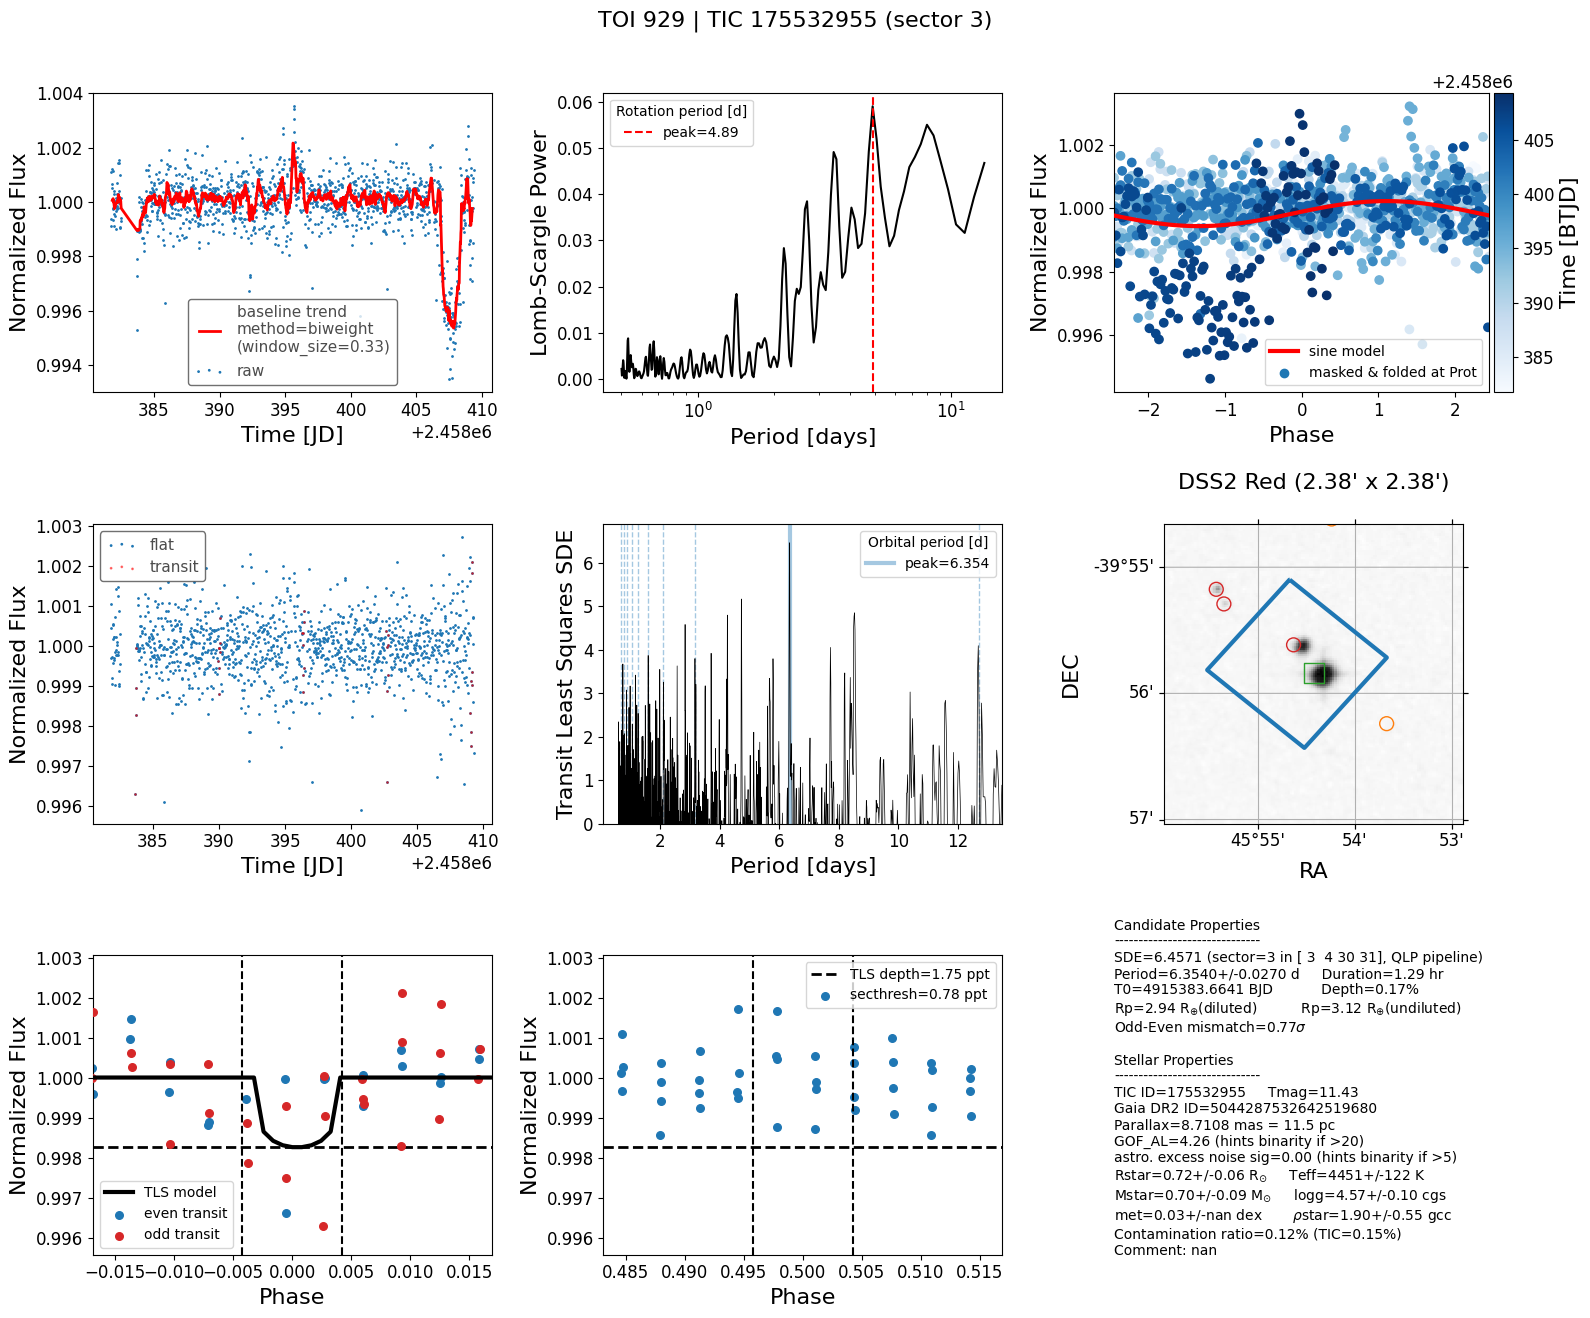 TOI 929 | TIC 175532955 (sector 3)
1.004
1.002
1.000
0.998
0.996
0.994
Normalized Flux
baseline trend
method=biweight
(window_size=0.33)
raw
385 390 395 400 405 410
Time [JD]
+2.458e6
0.06
0.05
0.04
0.03
0.02
0.01
0.00
Lomb-Scargle Power
Rotation period [d]
peak=4.89
10⁰ 10¹
Period [days]
+2.458e6
1.002
1.000
0.998
0.996
Normalized Flux
sine model
masked & folded at Prot
−2 −1 0 1 2
Phase
405
400
395
390
385
Time [BTJD]
1.003
1.002
1.001
1.000
0.999
0.998
0.997
0.996
Normalized Flux
flat
transit
385 390 395 400 405 410
Time [JD]
+2.458e6
6
5
4
3
2
1
0
Transit Least Squares SDE
Orbital period [d]
peak=6.354
2 4 6 8 10 12
Period [days]
DSS2 Red (2.38' x 2.38')
-39°55'
56'
57'
DEC
45°55' 54' 53'
RA
1.003
1.002
1.001
1.000
0.999
0.998
0.997
0.996
Normalized Flux
TLS model
even transit
odd transit
−0.015 −0.010 −0.005 0.000 0.005 0.010 0.015
Phase
1.003
1.002
1.001
1.000
0.999
0.998
0.997
0.996
Normalized Flux
TLS depth=1.75 ppt
secthresh=0.78 ppt
0.485 0.490 0.495 0.500 0.505 0.511 0.515
Phase
Candidate Properties
------------------------------
SDE=6.4571 (sector=3 in [ 3 4 30 31], QLP pipeline)
Period=6.3540+/-0.0270 d Duration=1.29 hr
T0=4915383.6641 BJD Depth=0.17%
Rp=2.94 R⊕(diluted) Rp=3.12 R⊕(undiluted)
Odd-Even mismatch=0.77σ
Stellar Properties
------------------------------
TIC ID=175532955 Tmag=11.43
Gaia DR2 ID=5044287532642519680
Parallax=8.7108 mas = 11.5 pc
GOF_AL=4.26 (hints binarity if >20)
astro. excess noise sig=0.00 (hints binarity if >5)
Rstar=0.72+/-0.06 R⊙ Teff=4451+/-122 K
Mstar=0.70+/-0.09 M⊙ logg=4.57+/-0.10 cgs
met=0.03+/-nan dex ρstar=1.90+/-0.55 gcc
Contamination ratio=0.12% (TIC=0.15%)
Comment: nan